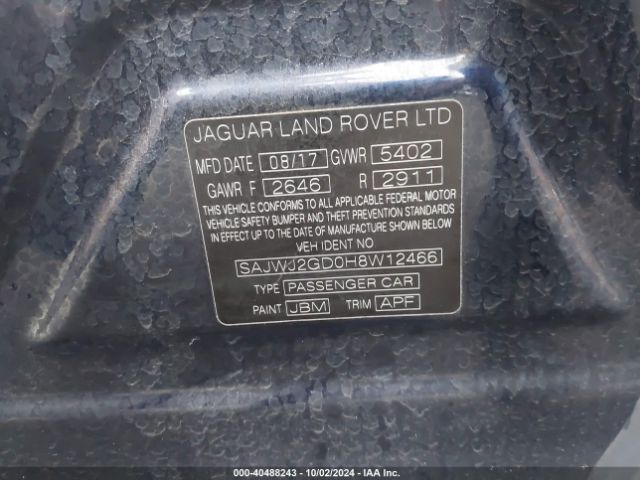 JAGUAR LAND ROVER LTD
MFD DATE 08/17 GVWR 5402
GAWR F 2646 R 2911
THIS VEHICLE CONFORMS TO ALL APPLICABLE FEDERAL MOTOR
VEHICLE SAFETY BUMPER AND THEFT PREVENTION STANDARDS
IN EFFECT ON THE DATE OF MANUFACTURE SHOWN BELOW
VEH IDENT NO
SAJWJ2GD0H8W12466
TYPE PASSENGER CAR
PAINT JBM TRIM APF
000-40488243 - 10/02/2024 - IAA Inc.